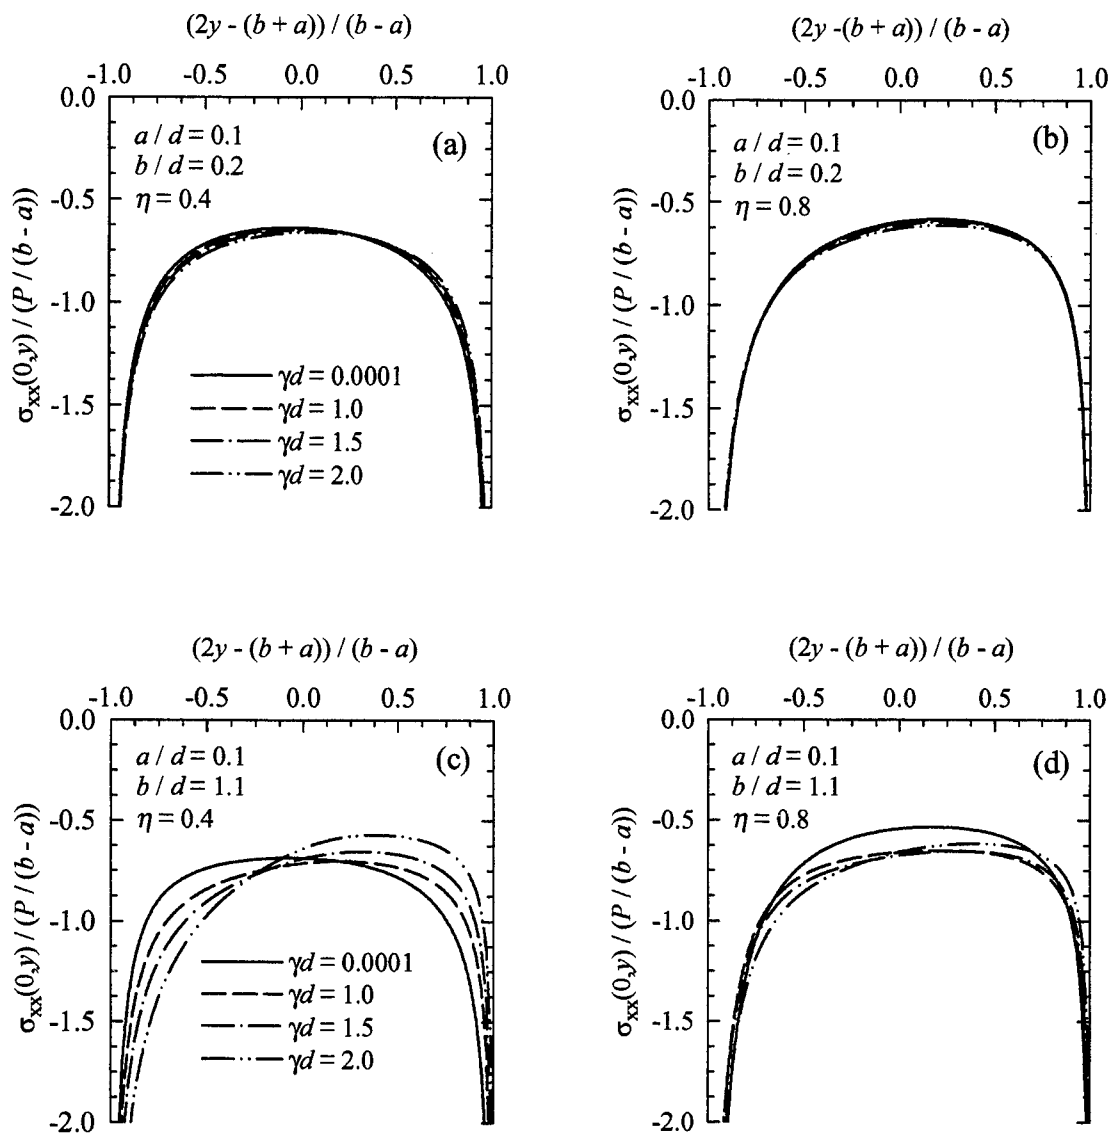 (2y - (b + a)) / (b - a)
-1.0 -0.5 0.0 0.5 1.0
0.0
-0.5
-1.0
-1.5
-2.0
σxx(0,y) / (P / (b - a))
a / d = 0.1
b / d = 0.2
η = 0.4
(a)
γd = 0.0001
γd = 1.0
γd = 1.5
γd = 2.0
(2y -(b + a)) / (b - a)
-1.0 -0.5 0.0 0.5 1.0
0.0
-0.5
-1.0
-1.5
-2.0
σxx(0,y) / (P / (b - a))
a / d = 0.1
b / d = 0.2
η = 0.8
(b)
(2y - (b + a)) / (b - a)
-1.0 -0.5 0.0 0.5 1.0
0.0
-0.5
-1.0
-1.5
-2.0
σxx(0,y) / (P / (b - a))
a / d = 0.1
b / d = 1.1
η = 0.4
(c)
γd = 0.0001
γd = 1.0
γd = 1.5
γd = 2.0
(2y - (b + a)) / (b - a)
-1.0 -0.5 0.0 0.5 1.0
0.0
-0.5
-1.0
-1.5
-2.0
σxx(0,y) / (P / (b - a))
a / d = 0.1
b / d = 1.1
η = 0.8
(d)